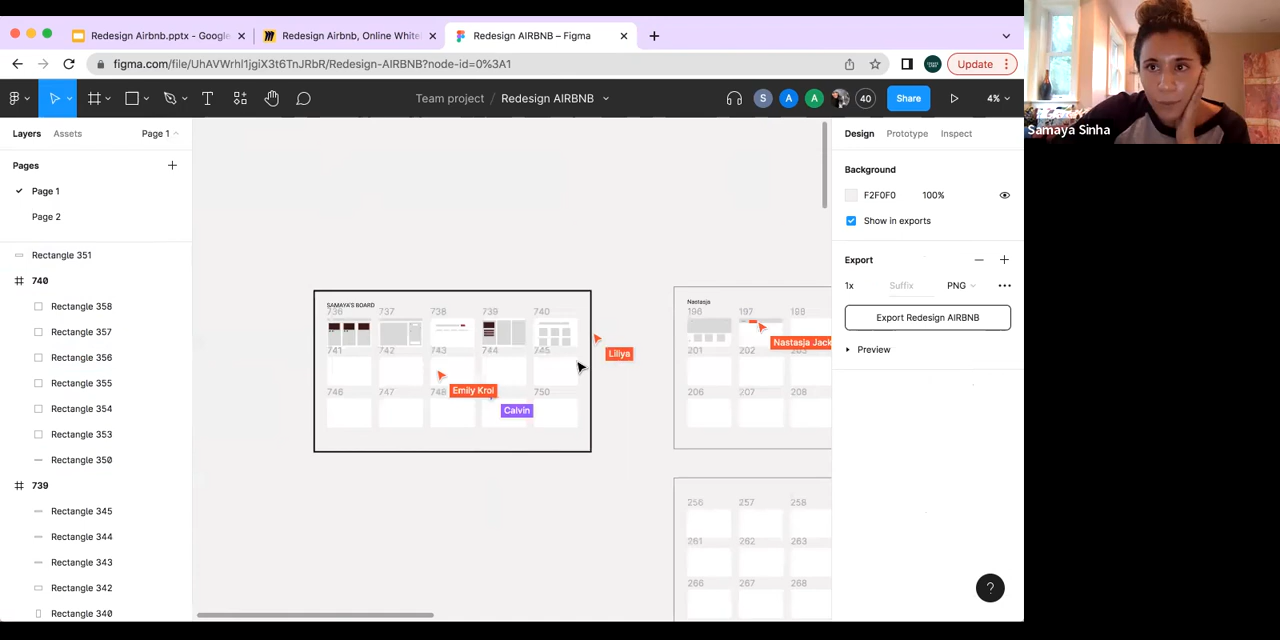 Redesign Airbnb.pptx - Google
Redesign Airbnb, Online White
Redesign AIRBNB – Figma
figma.com/file/UhAVWrhI1jgiX3t6TnJRbR/Redesign-AIRBNB?node-id=0%3A1
Update
Team project / Redesign AIRBNB
S A A 40
Share
4%
Layers Assets Page 1
Pages
Page 1
Page 2
Rectangle 351
740
Rectangle 358
Rectangle 357
Rectangle 356
Rectangle 355
Rectangle 354
Rectangle 353
Rectangle 350
739
Rectangle 345
Rectangle 344
Rectangle 343
Rectangle 342
Rectangle 340
SAMAYA'S BOARD
736 737 738 739 740
741 742 743 744 745
746 747 748 750
Liliya
Emily Krol
Calvin
Nastasja
196 197 198
Nastasja Jack
201 202 203
206 207 208
256 257 258
261 262 263
266 267 268
Design Prototype Inspect
Background
F2F0F0 100%
Show in exports
Export
1x Suffix PNG
Export Redesign AIRBNB
Preview
?
Samaya Sinha